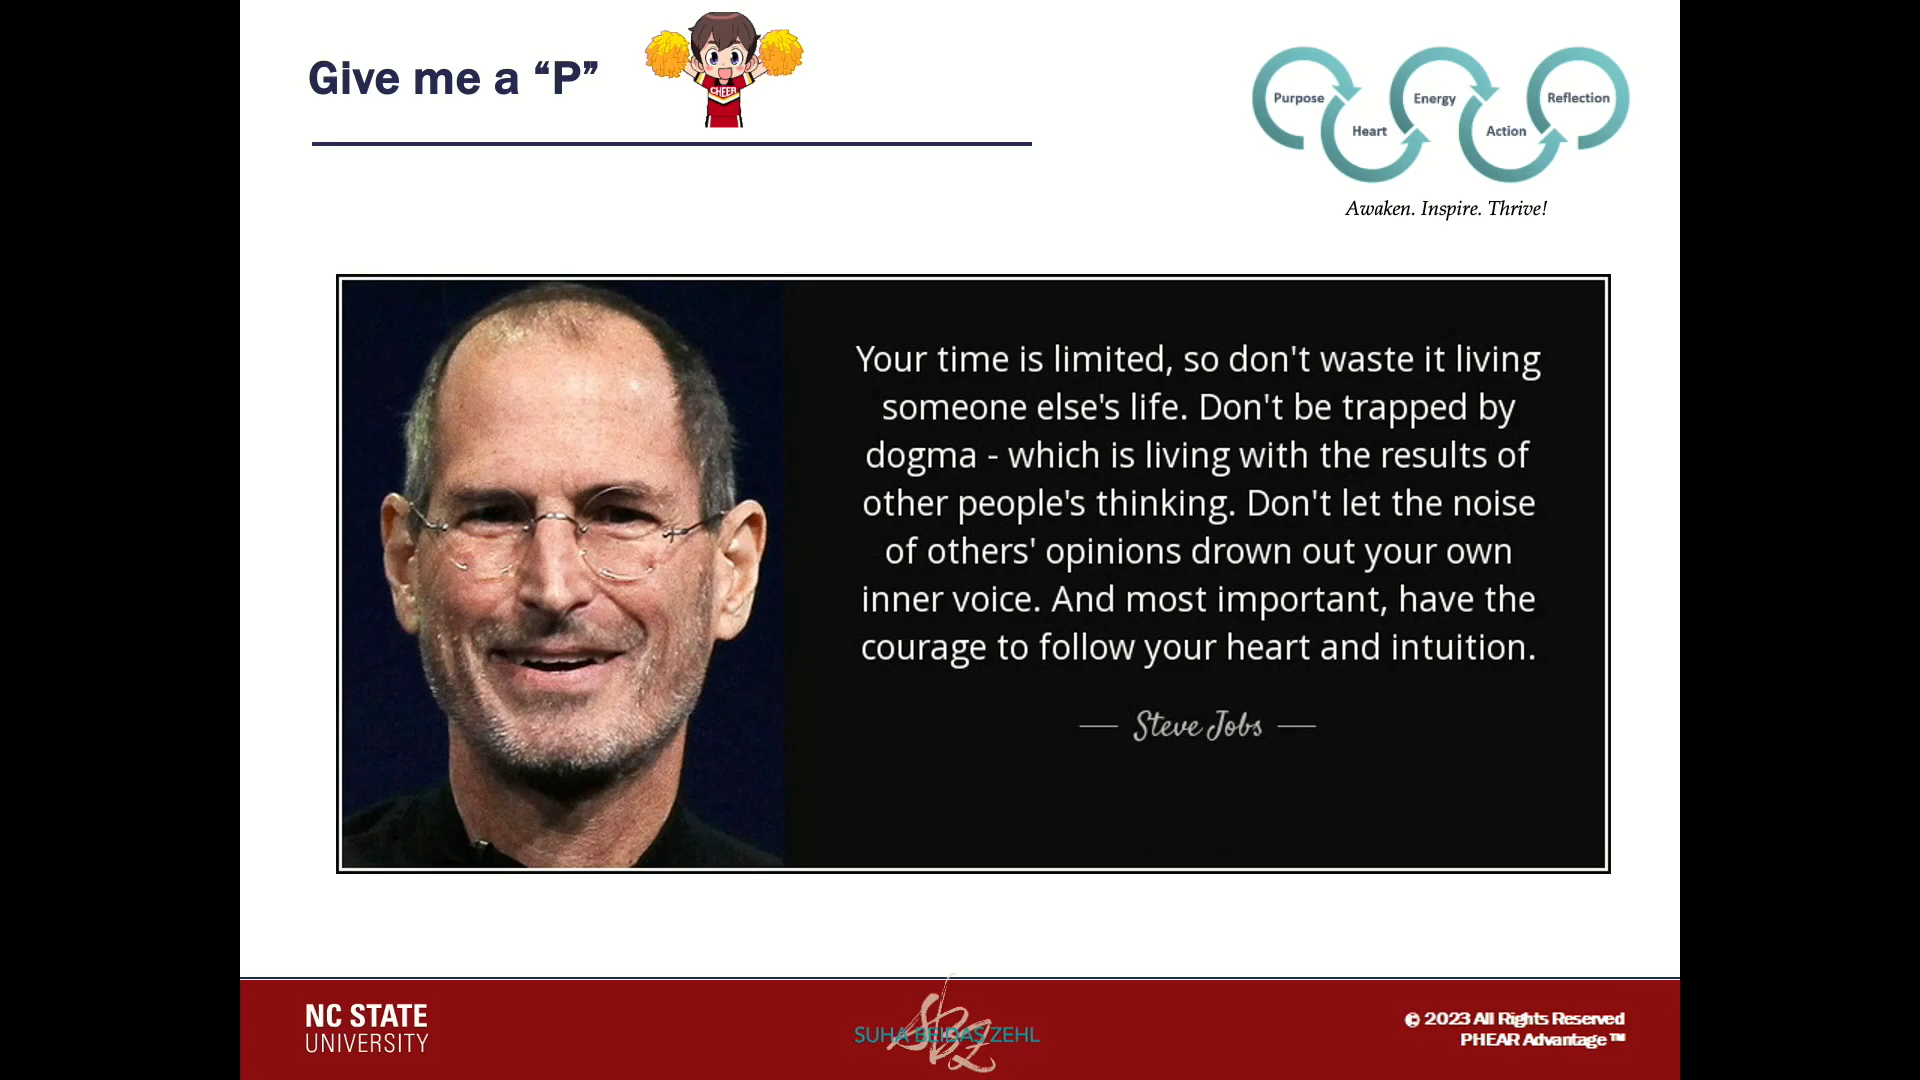 Give me a “P”
CHEER
Purpose
Energy
Reflection
Heart
Action
Awaken. Inspire. Thrive!
Your time is limited, so don't waste it living
someone else's life. Don't be trapped by
dogma - which is living with the results of
other people's thinking. Don't let the noise
of others' opinions drown out your own
inner voice. And most important, have the
courage to follow your heart and intuition.
— Steve Jobs —
NC STATE
UNIVERSITY
SBZ
SUHA BEIDAS ZEHL
© 2023 All Rights Reserved
PHEAR Advantage™